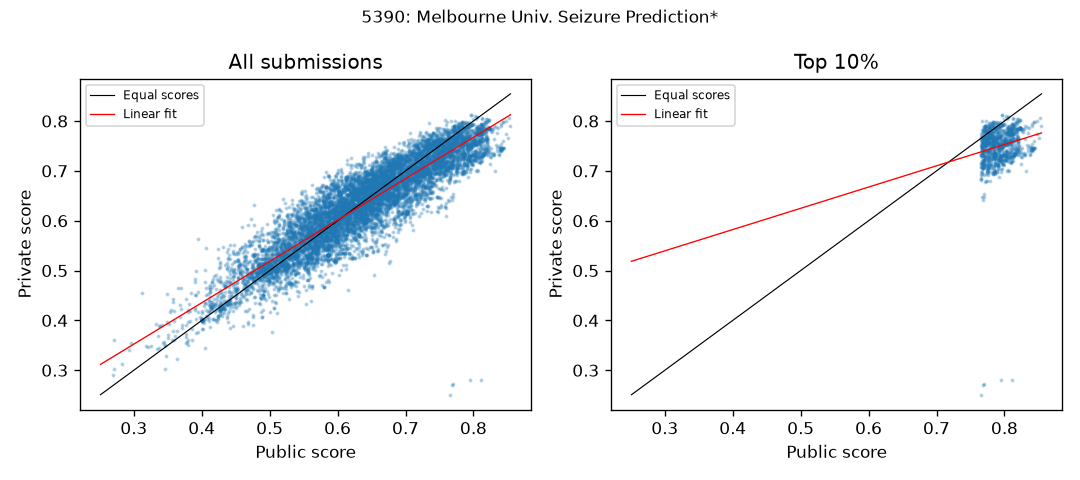 5390: Melbourne Univ. Seizure Prediction*
All submissions
Equal scores
Linear fit
Private score
0.8
0.7
0.6
0.5
0.4
0.3
0.3 0.4 0.5 0.6 0.7 0.8
Public score
Top 10%
Equal scores
Linear fit
Private score
0.8
0.7
0.6
0.5
0.4
0.3
0.3 0.4 0.5 0.6 0.7 0.8
Public score